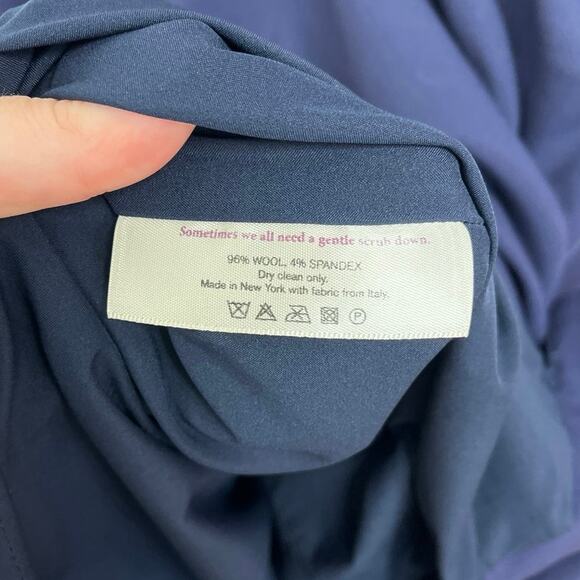 Sometimes we all need a gentle scrub down.
96% WOOL, 4% SPANDEX
Dry clean only.
Made in New York with fabric from Italy.
P